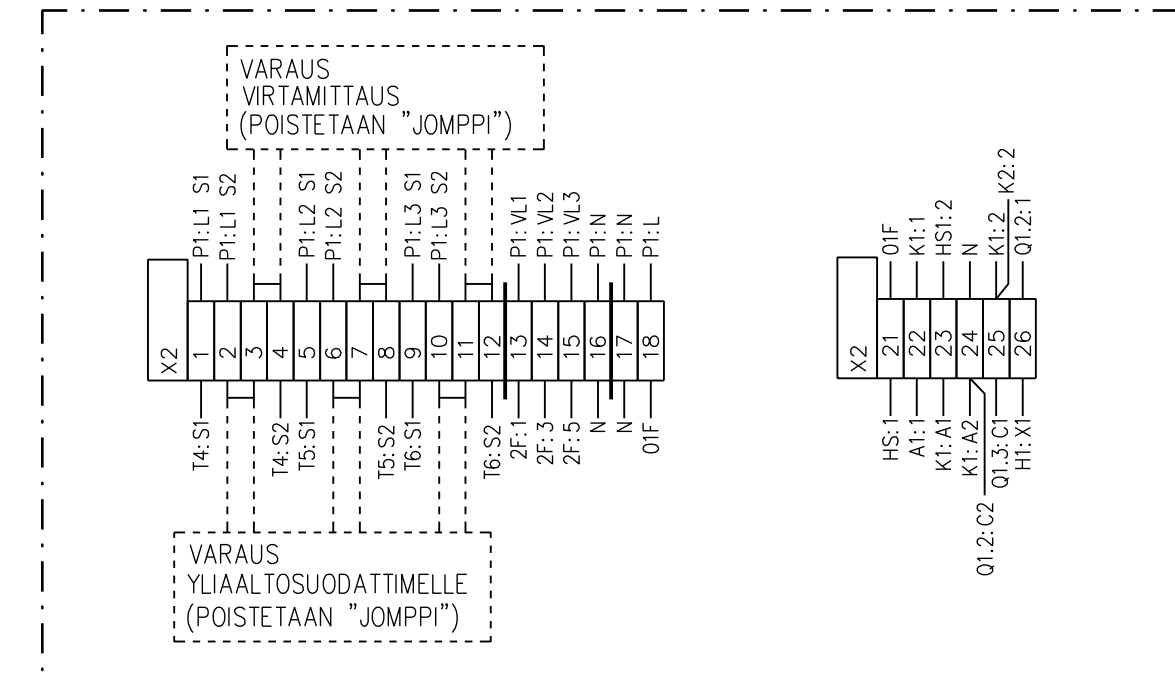 VARAUS
VIRTAMITTAUS
(POISTETAAN "JOMPPI")
P1:L1 S1
P1:L1 S2
P1:L2 S1
P1:L2 S2
P1:L3 S1
P1:L3 S2
P1:VL1
P1:VL2
P1:VL3
P1:N
P1:N
P1:L
X2
1
2
3
4
5
6
7
8
9
10
11
12
13
14
15
16
17
18
T4:S1
T4:S2
T5:S1
T5:S2
T6:S1
T6:S2
2F:1
2F:3
2F:5
N
N
01F
VARAUS
YLIAALTOSUODATTIMELLE
(POISTETAAN "JOMPPI")
01F
K1:1
HS1:2
N
K1:2
K2:2
Q1.2:1
X2
21
22
23
24
25
26
HS:1
A1:1
K1:A1
K1:A2
Q1.2:C2
Q1.3:C1
H1:X1